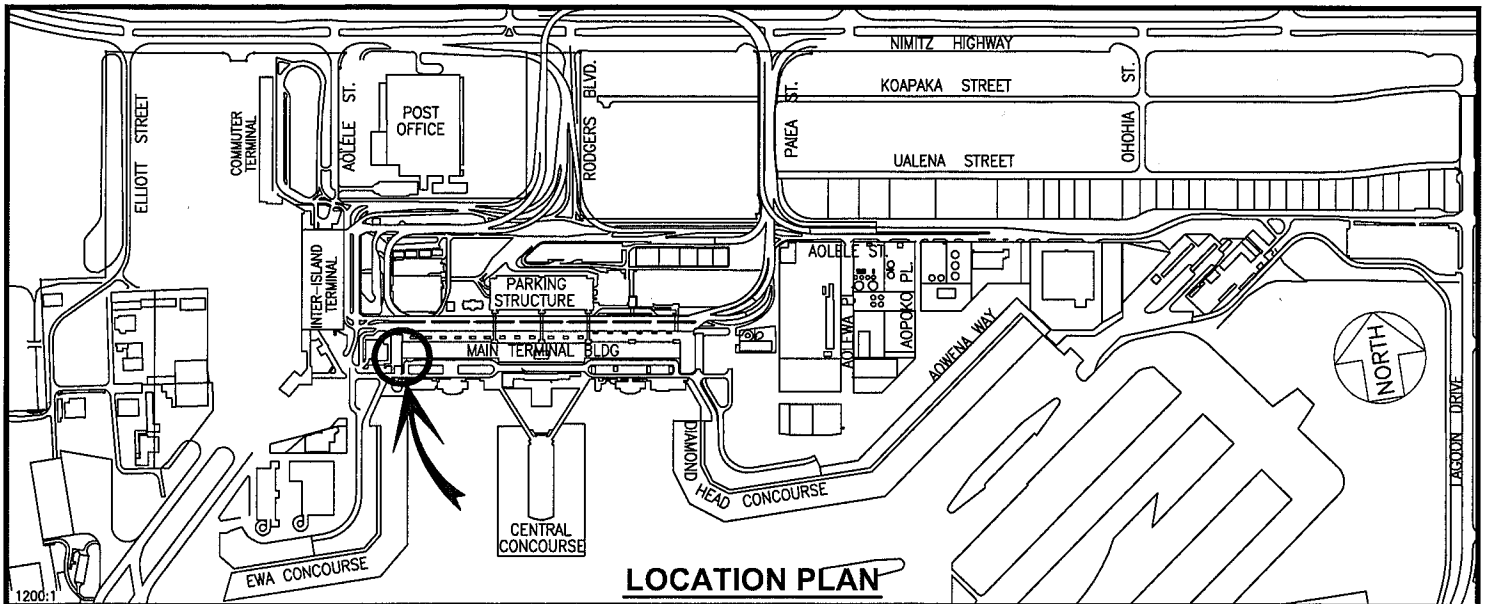 NIMITZ HIGHWAY
KOAPAKA STREET
UALENA STREET
ELLIOTT STREET
COMMUTER
TERMINAL
AOLELE ST.
POST
OFFICE
RODGERS BLVD.
PAIEA ST.
OHOHIA ST.
INTER-ISLAND
TERMINAL
PARKING
STRUCTURE
MAIN TERMINAL BLDG
AOLELE ST.
AOLEWA PL.
AOPOKO PL.
AOWENA WAY
NORTH
LAGOON DRIVE
DIAMOND HEAD CONCOURSE
CENTRAL
CONCOURSE
EWA CONCOURSE
LOCATION PLAN
1200:1